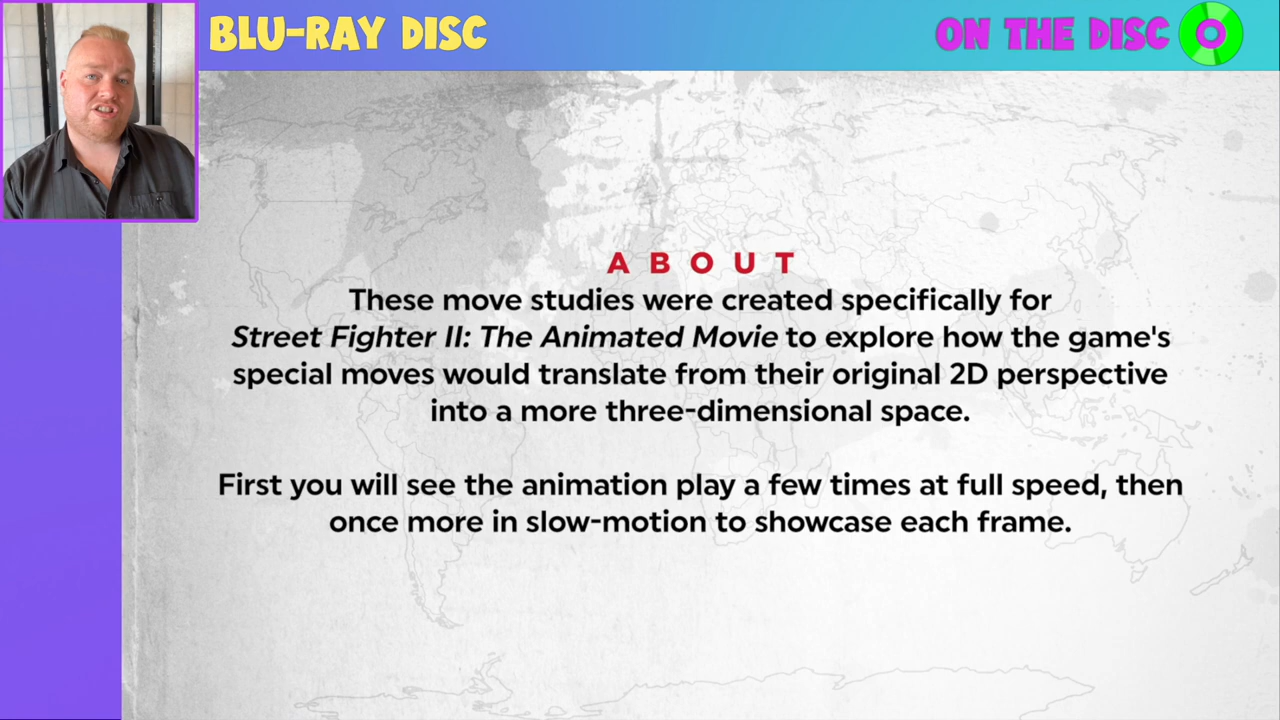 BLU-RAY DISC
ON THE DISC
ABOUT
These move studies were created specifically for
Street Fighter II: The Animated Movie to explore how the game's
special moves would translate from their original 2D perspective
into a more three-dimensional space.
First you will see the animation play a few times at full speed, then
once more in slow-motion to showcase each frame.